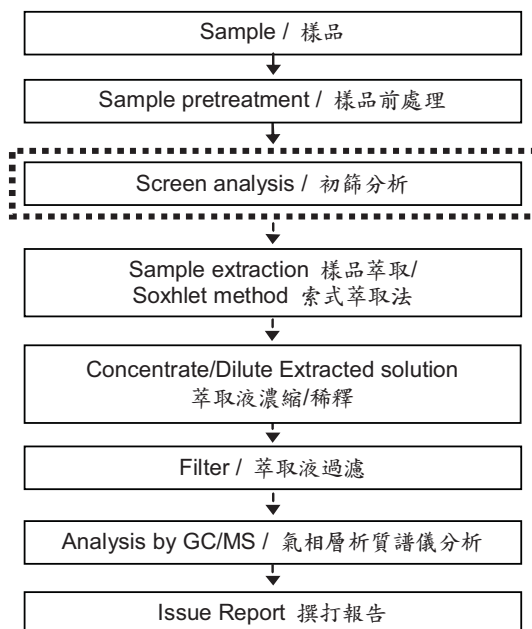 Sample / 樣品
Sample pretreatment / 樣品前處理
Screen analysis / 初篩分析
Sample extraction 樣品萃取/
Soxhlet method 索式萃取法
Concentrate/Dilute Extracted solution
萃取液濃縮/稀釋
Filter / 萃取液過濾
Analysis by GC/MS / 氣相層析質譜儀分析
Issue Report 撰打報告